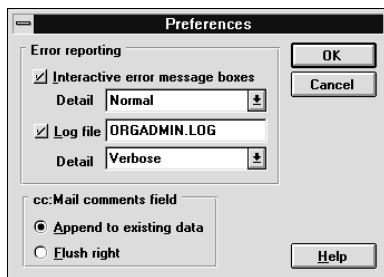 Preferences
Error reporting
Interactive error message boxes
Detail Normal
Log file ORGADMIN.LOG
Detail Verbose
cc:Mail comments field
Append to existing data
Flush right
OK
Cancel
Help